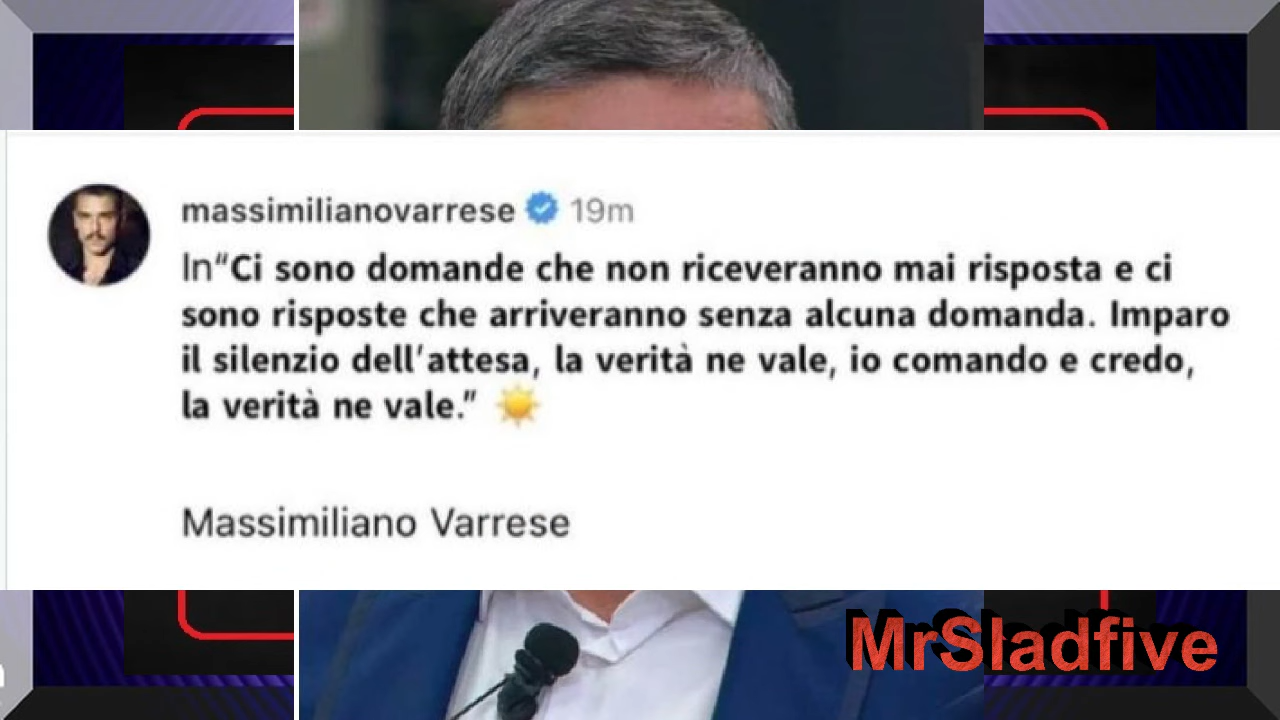 massimilianovarrese 19m
In“Ci sono domande che non riceveranno mai risposta e ci
sono risposte che arriveranno senza alcuna domanda. Imparo
il silenzio dell'attesa, la verità ne vale, io comando e credo,
la verità ne vale.” ☀️
Massimiliano Varrese
MrSladfive